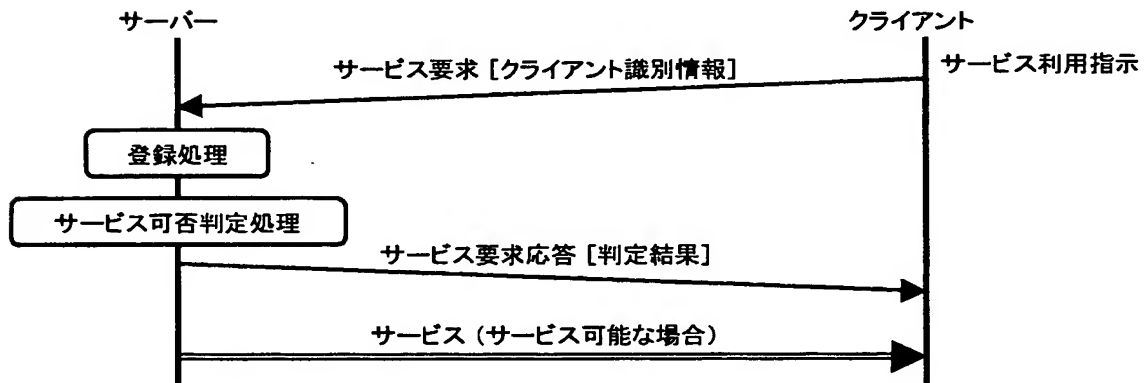 サーバー
クライアント
サービス要求 [クライアント識別情報]
サービス利用指示
登録処理
サービス可否判定処理
サービス要求応答 [判定結果]
サービス (サービス可能な場合)